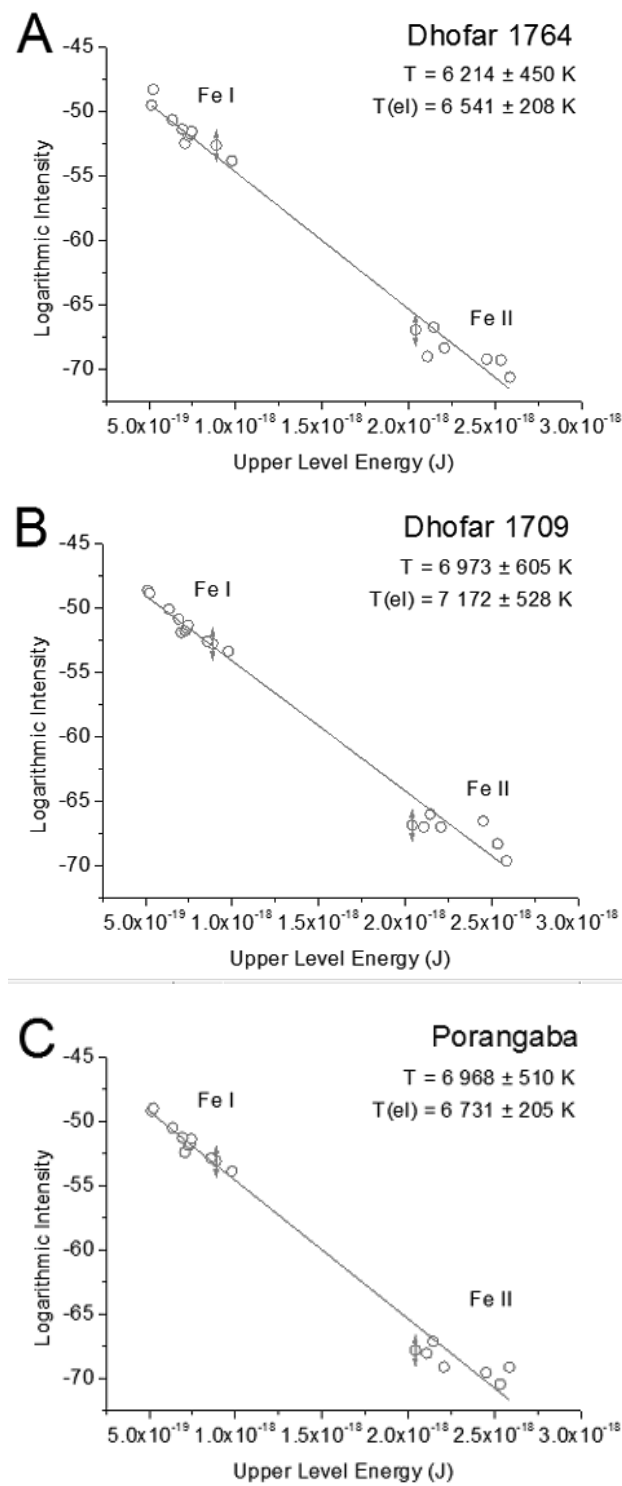 A
Dhofar 1764
T = 6 214 ± 450 K
T(el) = 6 541 ± 208 K
Fe I
Fe II
Logarithmic Intensity
-45
-50
-55
-60
-65
-70
5.0x10⁻¹⁹ 1.0x10⁻¹⁸ 1.5x10⁻¹⁸ 2.0x10⁻¹⁸ 2.5x10⁻¹⁸ 3.0x10⁻¹⁸
Upper Level Energy (J)
B
Dhofar 1709
T = 6 973 ± 605 K
T(el) = 7 172 ± 528 K
Fe I
Fe II
Logarithmic Intensity
-45
-50
-55
-60
-65
-70
5.0x10⁻¹⁹ 1.0x10⁻¹⁸ 1.5x10⁻¹⁸ 2.0x10⁻¹⁸ 2.5x10⁻¹⁸ 3.0x10⁻¹⁸
Upper Level Energy (J)
C
Porangaba
T = 6 968 ± 510 K
T(el) = 6 731 ± 205 K
Fe I
Fe II
Logarithmic Intensity
-45
-50
-55
-60
-65
-70
5.0x10⁻¹⁹ 1.0x10⁻¹⁸ 1.5x10⁻¹⁸ 2.0x10⁻¹⁸ 2.5x10⁻¹⁸ 3.0x10⁻¹⁸
Upper Level Energy (J)